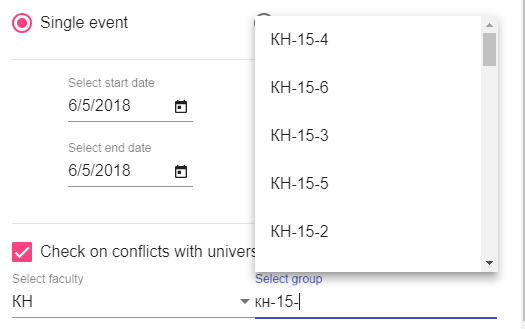 Single event
КН-15-4
КН-15-6
Select start date
6/5/2018
КН-15-3
Select end date
6/5/2018
КН-15-5
КН-15-2
Check on conflicts with univers
Select faculty
Select group
КН
кн-15-